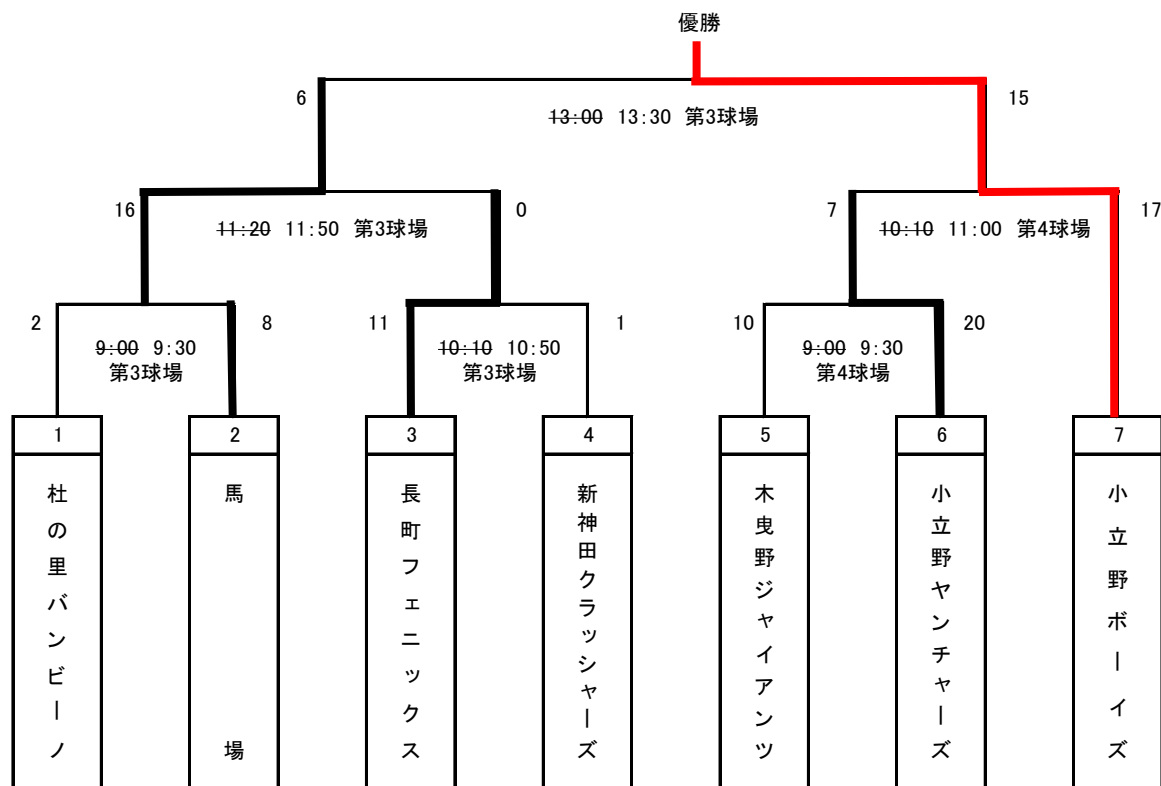 優勝
6
15
13:00 13:30 第3球場
16
0
7
17
11:20 11:50 第3球場
10:10 11:00 第4球場
2
8
11
1
10
20
9:00 9:30
第3球場
10:10 10:50
第3球場
9:00 9:30
第4球場
1
2
3
4
5
6
7
杜の里バンビーノ
馬場
長町フェニックス
新神田クラッシャーズ
木曳野ジャイアンツ
小立野ヤンチャーズ
小立野ボーイズ